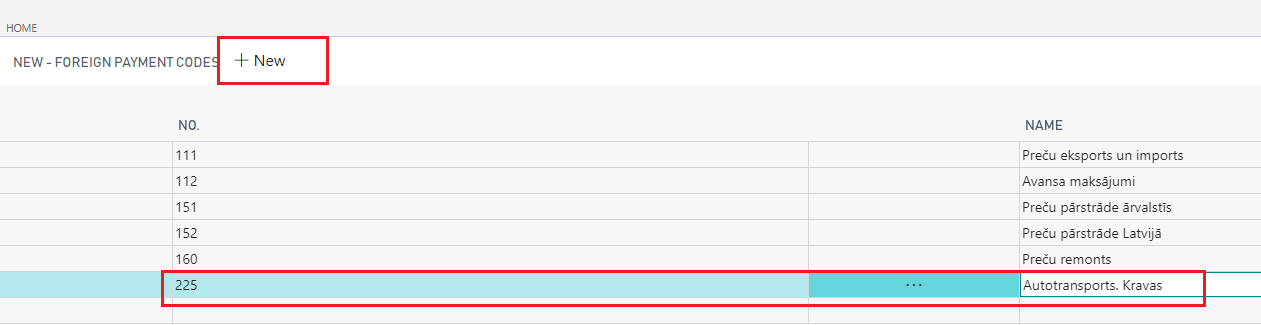 HOME
NEW - FOREIGN PAYMENT CODES + New
NO. NAME
111 Preču eksports un imports
112 Avansa maksājumi
151 Preču pārstrāde ārvalstīs
152 Preču pārstrāde Latvijā
160 Preču remonts
225 ... Autotransports. Kravas